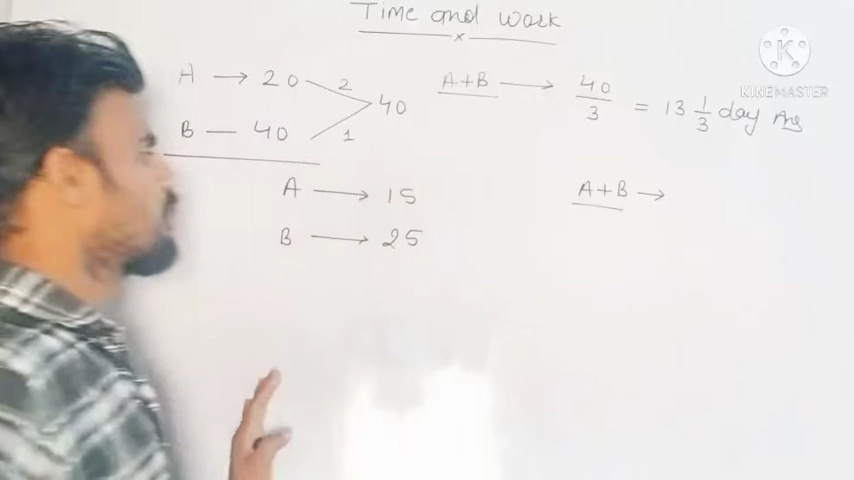 Time and work
A → 20 2 40 A+B → 40/3 = 13 1/3 day Ans
B — 40 1
A → 15 A+B →
B → 25
K
KINEMASTER